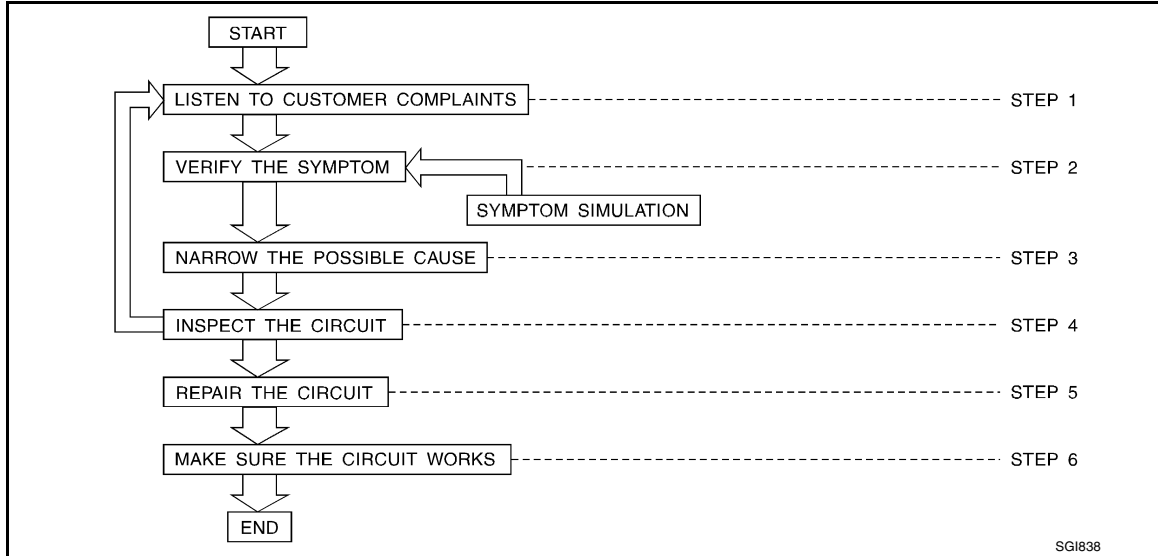 START
LISTEN TO CUSTOMER COMPLAINTS
STEP 1
VERIFY THE SYMPTOM
STEP 2
SYMPTOM SIMULATION
NARROW THE POSSIBLE CAUSE
STEP 3
INSPECT THE CIRCUIT
STEP 4
REPAIR THE CIRCUIT
STEP 5
MAKE SURE THE CIRCUIT WORKS
STEP 6
END
SGI838